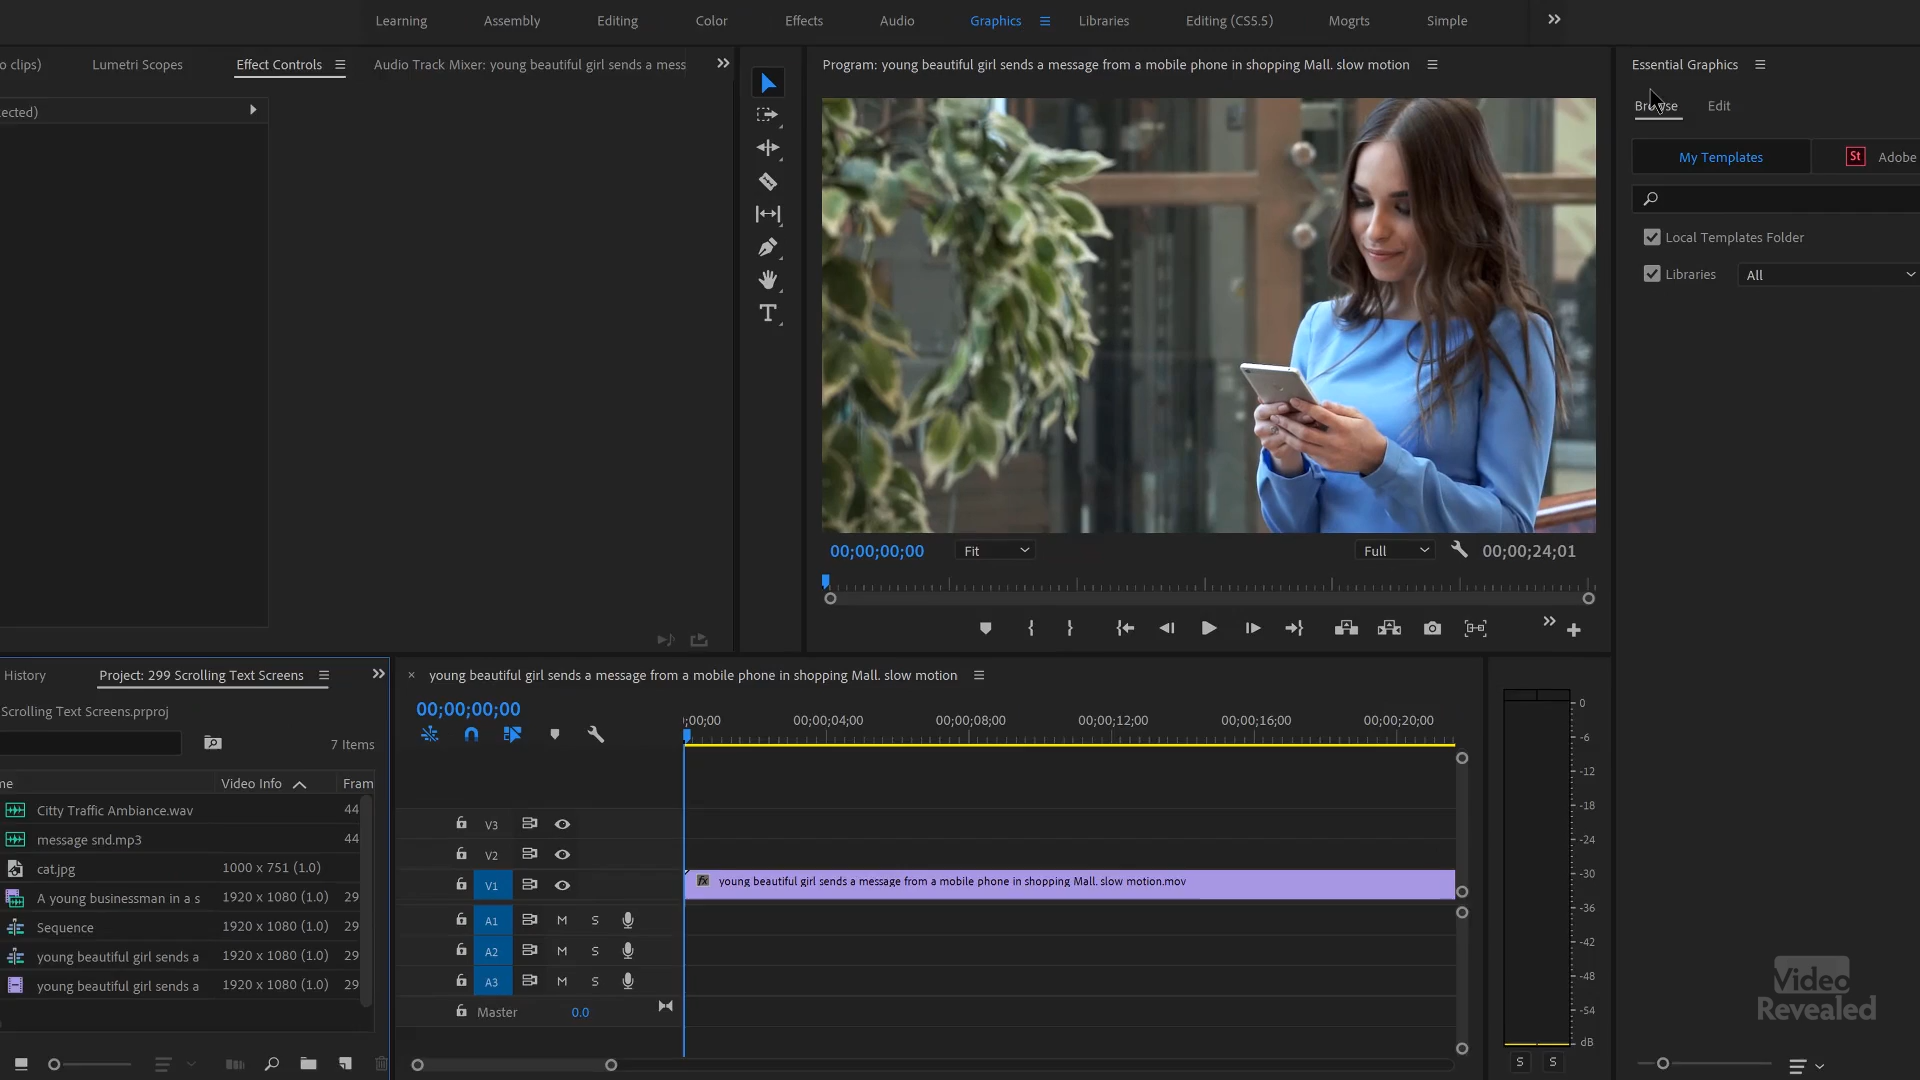 Learning Assembly Editing Color Effects Audio Graphics Libraries Editing (CS5.5) Mogrts Simple
o clips) Lumetri Scopes Effect Controls Audio Track Mixer: young beautiful girl sends a mess
ected)
Program: young beautiful girl sends a message from a mobile phone in shopping Mall. slow motion
00;00;00;00 Fit Full 00;00;24;01
Essential Graphics
Browse Edit
My Templates St Adobe
Local Templates Folder
Libraries All
History Project: 299 Scrolling Text Screens
Scrolling Text Screens.prproj
7 Items
me Video Info Fram
Citty Traffic Ambiance.wav 44
message snd.mp3 44
cat.jpg 1000 x 751 (1.0)
A young businessman in a s 1920 x 1080 (1.0) 29
Sequence 1920 x 1080 (1.0) 29
young beautiful girl sends a 1920 x 1080 (1.0) 29
young beautiful girl sends a 1920 x 1080 (1.0) 29
× young beautiful girl sends a message from a mobile phone in shopping Mall. slow motion
00;00;00;00
;00;00 00;00;04;00 00;00;08;00 00;00;12;00 00;00;16;00 00;00;20;00
V3
V2
V1 fx young beautiful girl sends a message from a mobile phone in shopping Mall. slow motion.mov
A1 M S
A2 M S
A3 M S
Master 0.0
0
-6
-12
-18
-24
-30
-36
-42
-48
-54
dB
S S
Video
Revealed